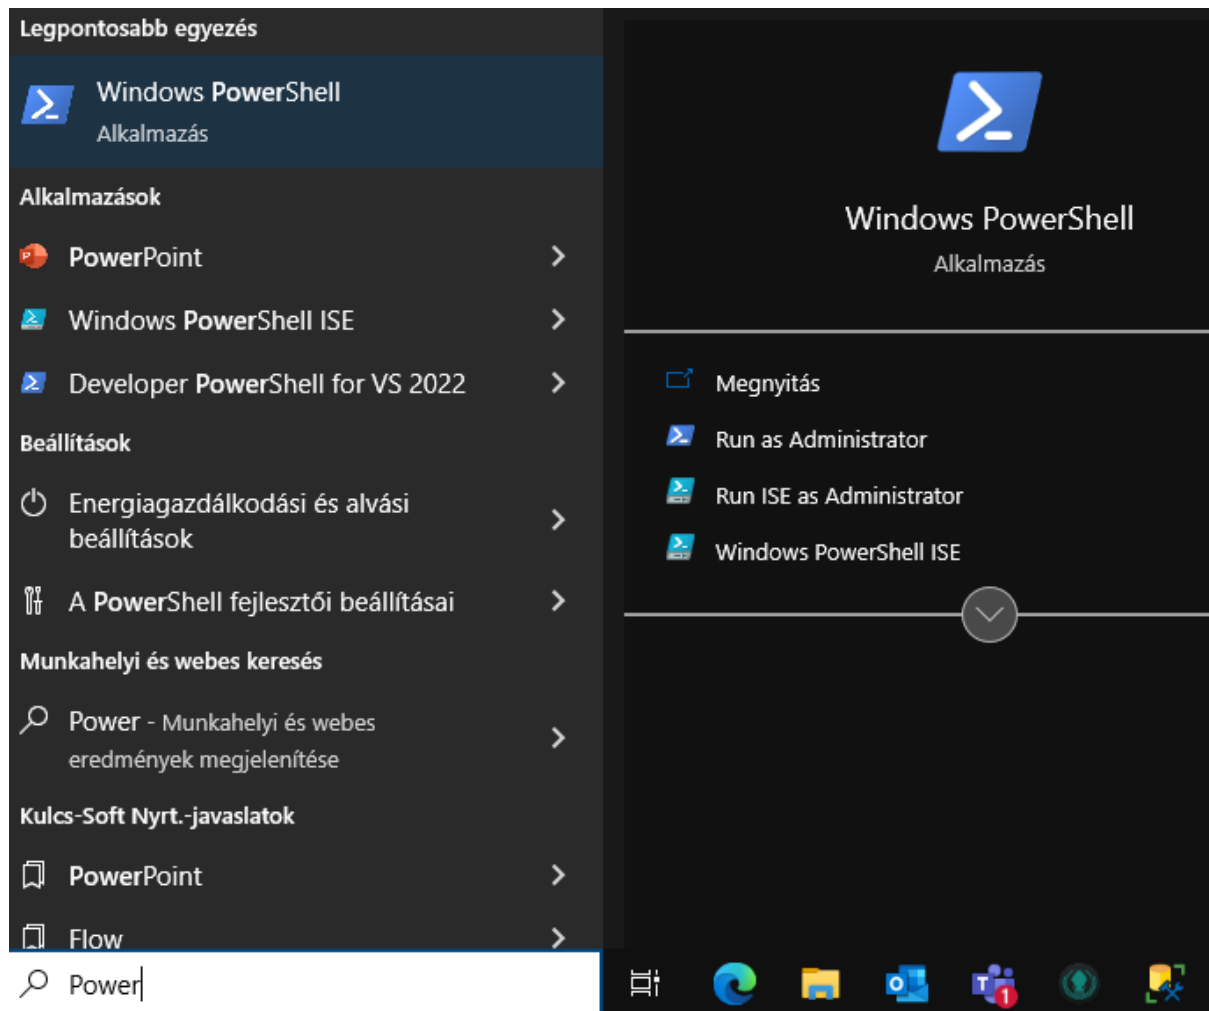 Legpontosabb egyezés
Windows PowerShell
Alkalmazás
Alkalmazások
PowerPoint
Windows PowerShell ISE
Developer PowerShell for VS 2022
Beállítások
Energiagazdálkodási és alvási
beállítások
A PowerShell fejlesztői beállításai
Munkahelyi és webes keresés
Power - Munkahelyi és webes
eredmények megjelenítése
Kulcs-Soft Nyrt.-javaslatok
PowerPoint
Flow
Power
Windows PowerShell
Alkalmazás
Megnyitás
Run as Administrator
Run ISE as Administrator
Windows PowerShell ISE
1